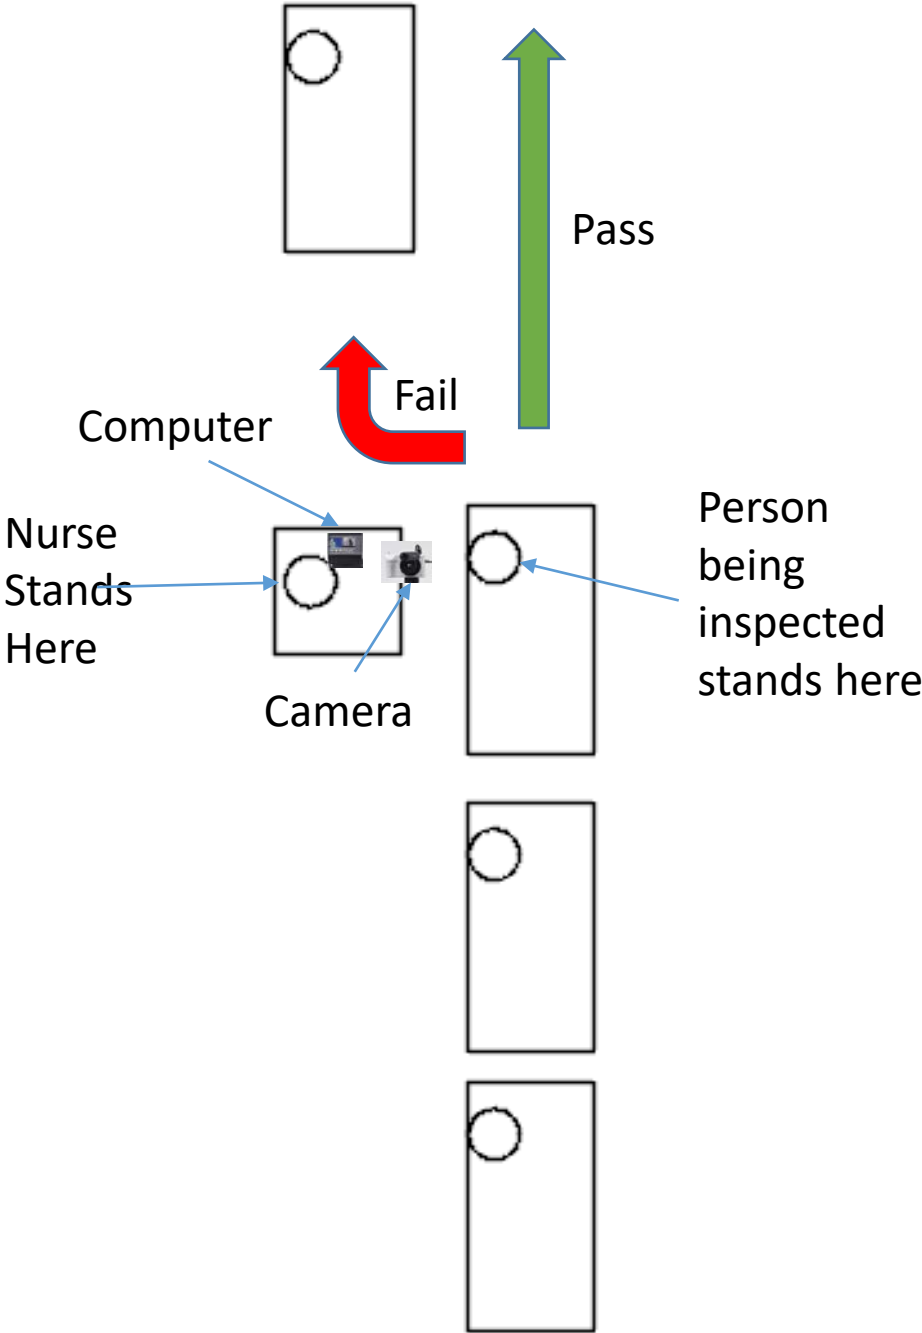 Pass
Fail
Computer
Nurse
Stands
Here
Person
being
inspected
stands here
Camera